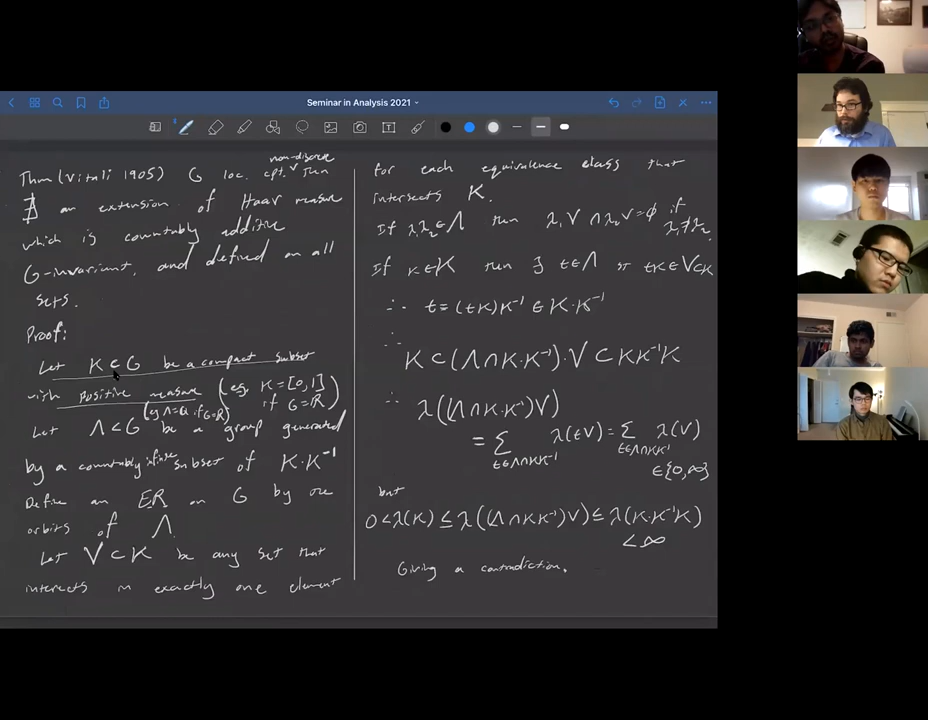 Seminar in Analysis 2021
Thm (Vitali 1905) G loc. cpt. non-discrete Then
∄ an extension of Haar measure
which is countably additive
G-invariant, and defined on all
sets.
Proof:
Let K⊂G be a compact subset
with positive measure (eg. K=[0,1] if G=ℝ)
(eg Λ=ℚ if G=ℝ)
Let Λ<G be a group generated
by a countably infinite subset of K·K⁻¹
Define an ER on G by the
orbits of Λ.
Let V⊂K be any set that
intersects in exactly one element
for each equivalence class that
intersects K.
If λ₁λ₂∈Λ then λ₁V∩λ₂V=∅ if λ₁≠λ₂.
If k∈K then ∃ t∈Λ st tk∈V⊂K
∴ t=(tk)k⁻¹∈K·K⁻¹
∴
K⊂(Λ∩K·K⁻¹)·V⊂KK⁻¹K
∴ λ((Λ∩K·K⁻¹)V)
=∑ λ(tV)=∑ λ(V)
t∈Λ∩KK⁻¹ t∈Λ∩KK⁻¹
∈{0,∞}
but
0<λ(K)≤λ((Λ∩KK⁻¹)V)≤λ(K·K⁻¹K)
<∞
Giving a contradiction.